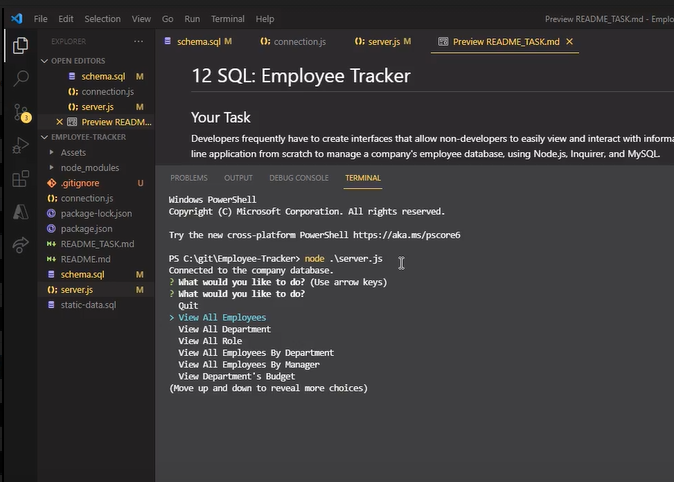 File Edit Selection View Go Run Terminal Help Preview README_TASK.md - Emplo
EXPLORER ...
schema.sql M connection.js server.js M Preview README_TASK.md
OPEN EDITORS
schema.sql M
connection.js
server.js M
Preview READM...
EMPLOYEE-TRACKER
Assets
node_modules
.gitignore U
connection.js
package-lock.json
package.json
README_TASK.md
README.md
schema.sql M
server.js M
static-data.sql
12 SQL: Employee Tracker
Your Task
Developers frequently have to create interfaces that allow non-developers to easily view and interact with informa
line application from scratch to manage a company's employee database, using Node.js, Inquirer, and MySQL.
PROBLEMS OUTPUT DEBUG CONSOLE TERMINAL
Windows PowerShell
Copyright (C) Microsoft Corporation. All rights reserved.
Try the new cross-platform PowerShell https://aka.ms/pscore6
PS C:\git\Employee-Tracker> node .\server.js
Connected to the company database.
? What would you like to do? (Use arrow keys)
? What would you like to do?
Quit
> View All Employees
View All Department
View All Role
View All Employees By Department
View All Employees By Manager
View Department's Budget
(Move up and down to reveal more choices)